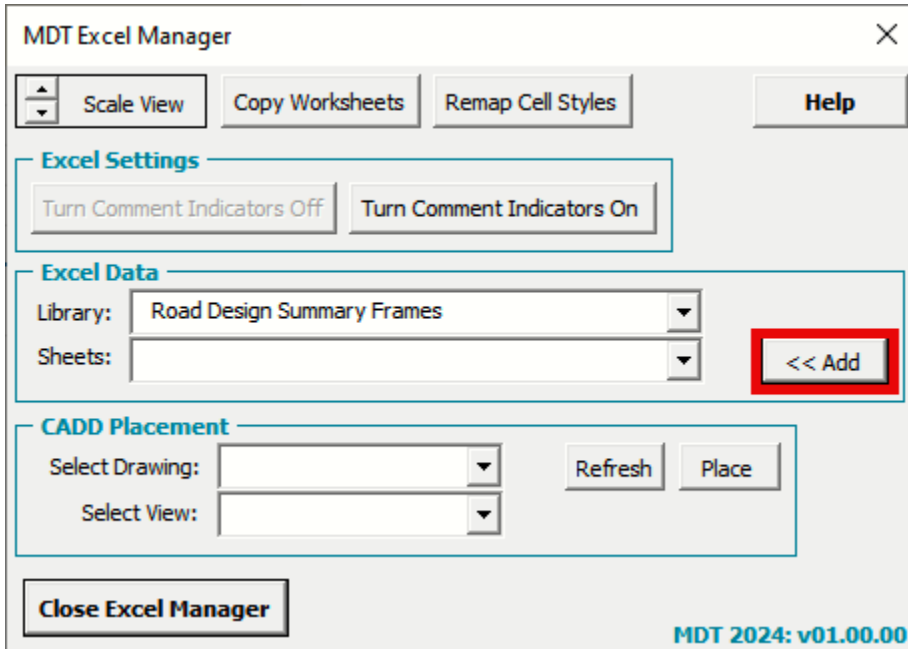 MDT Excel Manager
Scale View Copy Worksheets Remap Cell Styles Help
Excel Settings
Turn Comment Indicators Off Turn Comment Indicators On
Excel Data
Library: Road Design Summary Frames
Sheets: << Add
CADD Placement
Select Drawing: Refresh Place
Select View:
Close Excel Manager
MDT 2024: v01.00.00